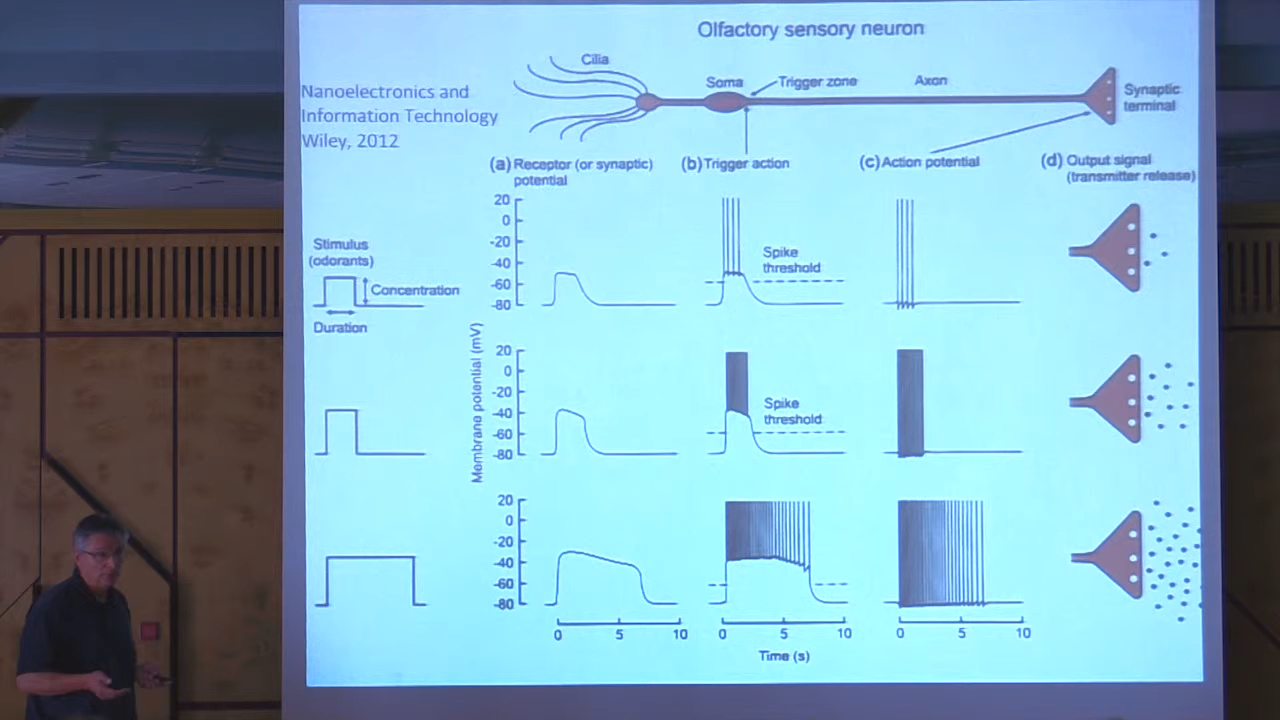 Olfactory sensory neuron
Cilia
Nanoelectronics and
Information Technology
Wiley, 2012
Soma
Trigger zone
Axon
Synaptic
terminal
(a) Receptor (or synaptic)
potential
(b) Trigger action
(c) Action potential
(d) Output signal
(transmitter release)
Stimulus
(odorants)
Concentration
Duration
Membrane potential (mV)
20
0
-20
-40
-60
-80
Spike
threshold
20
0
-20
-40
-60
-80
Spike
threshold
20
0
-20
-40
-60
-80
0 5 10
0 5 10
0 5 10
Time (s)